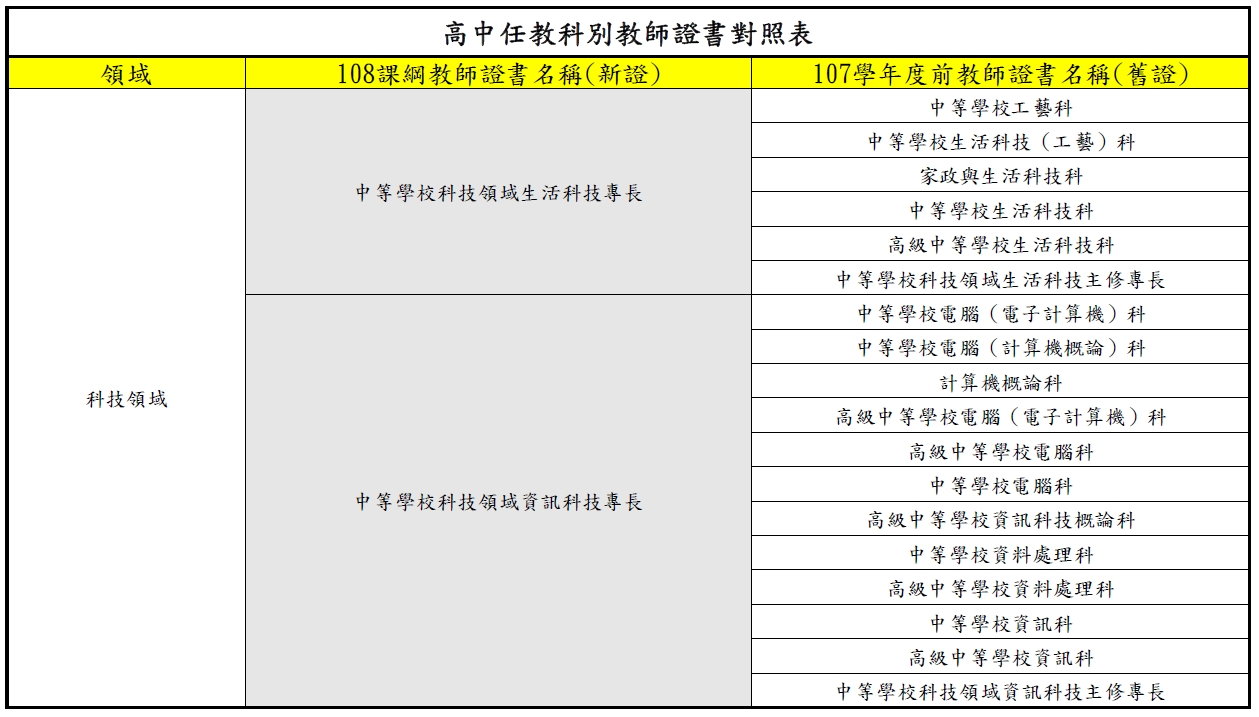 高中任教科別教師證書對照表
領域 108課綱教師證書名稱(新證) 107學年度前教師證書名稱(舊證)
科技領域
中等學校科技領域生活科技專長
中等學校工藝科
中等學校生活科技（工藝）科
家政與生活科技科
中等學校生活科技科
高級中等學校生活科技科
中等學校科技領域生活科技主修專長
中等學校科技領域資訊科技專長
中等學校電腦（電子計算機）科
中等學校電腦（計算機概論）科
計算機概論科
高級中等學校電腦（電子計算機）科
高級中等學校電腦科
中等學校電腦科
高級中等學校資訊科技概論科
中等學校資料處理科
高級中等學校資料處理科
中等學校資訊科
高級中等學校資訊科
中等學校科技領域資訊科技主修專長